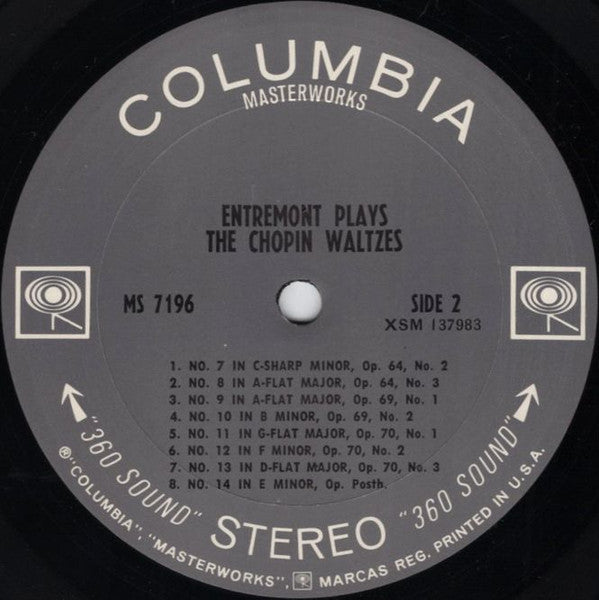 COLUMBIA
MASTERWORKS
ENTREMONT PLAYS
THE CHOPIN WALTZES
MS 7196
SIDE 2
XSM 137983
1. NO. 7 IN C-SHARP MINOR, Op. 64, No. 2
2. NO. 8 IN A-FLAT MAJOR, Op. 64, No. 3
3. NO. 9 IN A-FLAT MAJOR, Op. 69, No. 1
4. NO. 10 IN B MINOR, Op. 69, No. 2
5. NO. 11 IN G-FLAT MAJOR, Op. 70, No. 1
6. NO. 12 IN F MINOR, Op. 70, No. 2
7. NO. 13 IN D-FLAT MAJOR, Op. 70, No. 3
8. NO. 14 IN E MINOR, Op. Posth.
"360 SOUND" STEREO "360 SOUND"
®"COLUMBIA", "MASTERWORKS", MARCAS REG. PRINTED IN U.S.A.